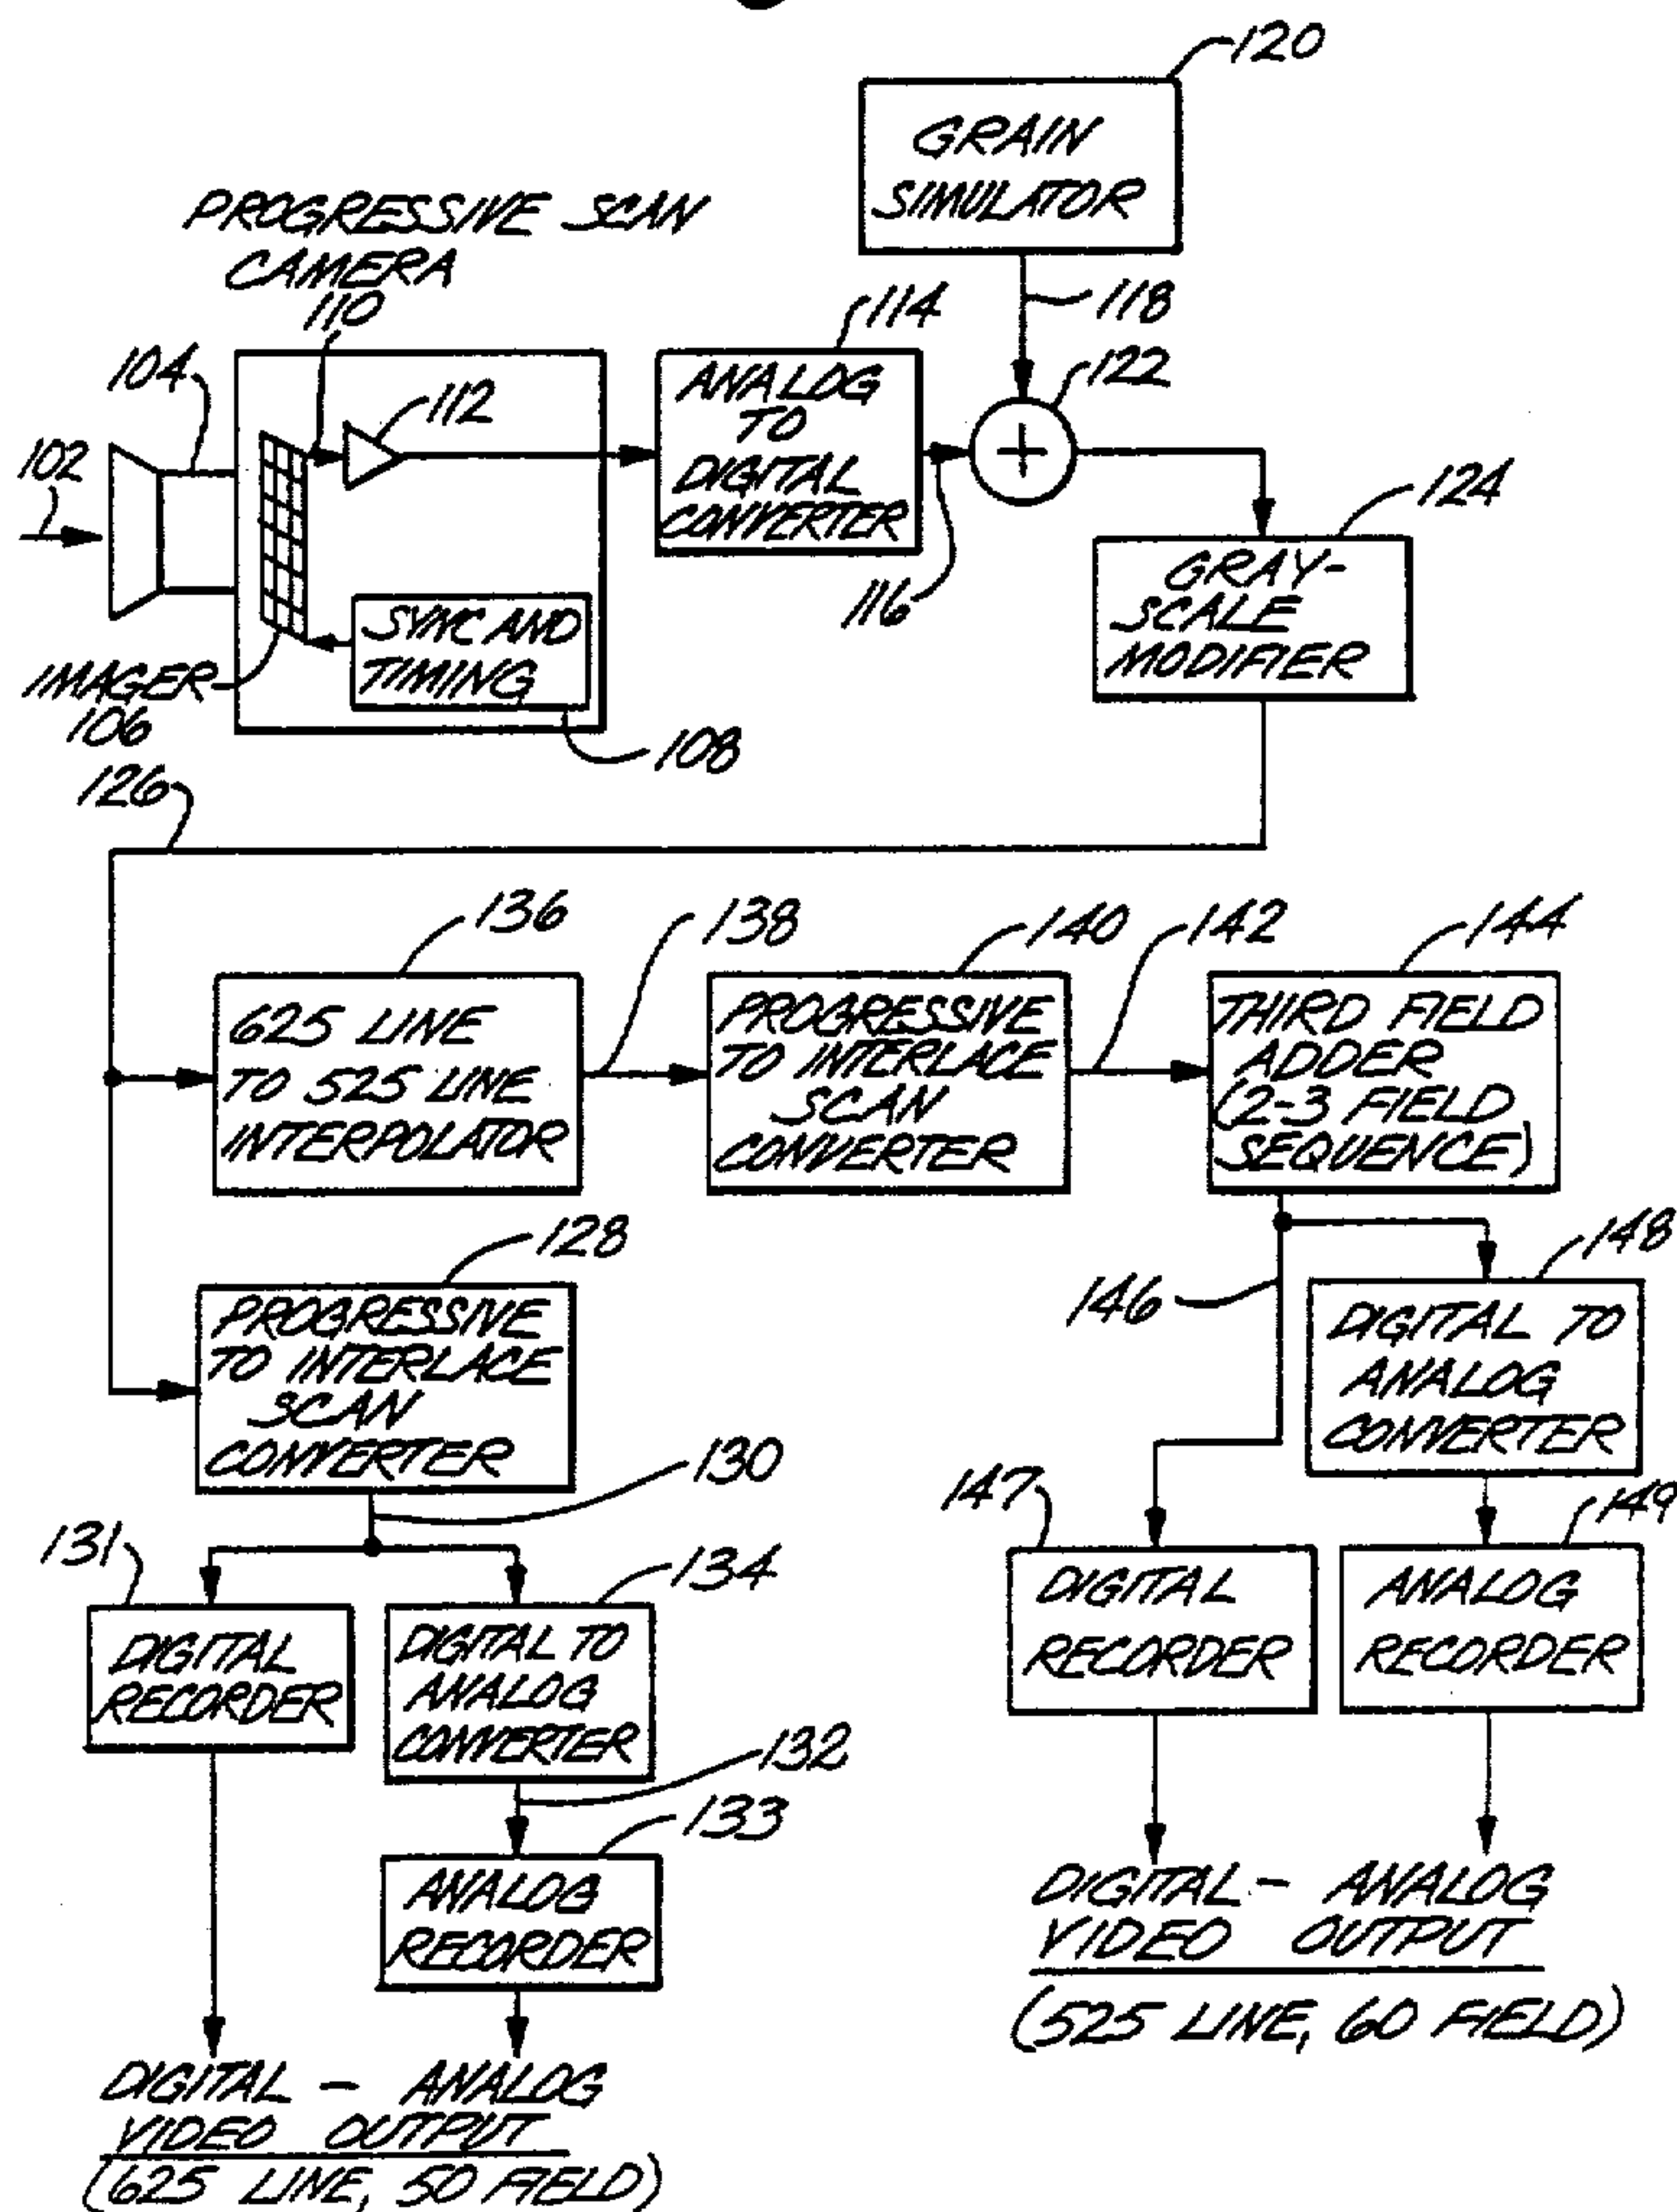 120
GRAIN
SIMULATOR
PROGRESSIVE SCAN
CAMERA
110
118
114
104
112
122
102
ANALOG
TO
DIGITAL
CONVERTER
+
124
116
GRAY-
SCALE
MODIFIER
SYNC AND
TIMING
IMAGER
106
108
126
136
138
140
142
144
625 LINE
TO 525 LINE
INTERPOLATOR
PROGRESSIVE
TO INTERLACE
SCAN
CONVERTER
THIRD FIELD
ADDER
(2-3 FIELD
SEQUENCE)
128
148
146
PROGRESSIVE
TO INTERLACE
SCAN
CONVERTER
DIGITAL TO
ANALOG
CONVERTER
130
147
149
131
134
DIGITAL
RECORDER
ANALOG
RECORDER
DIGITAL
RECORDER
DIGITAL TO
ANALOG
CONVERTER
132
133
ANALOG
RECORDER
DIGITAL - ANALOG
VIDEO OUTPUT
(525 LINE, 60 FIELD)
DIGITAL - ANALOG
VIDEO OUTPUT
(625 LINE, 50 FIELD)